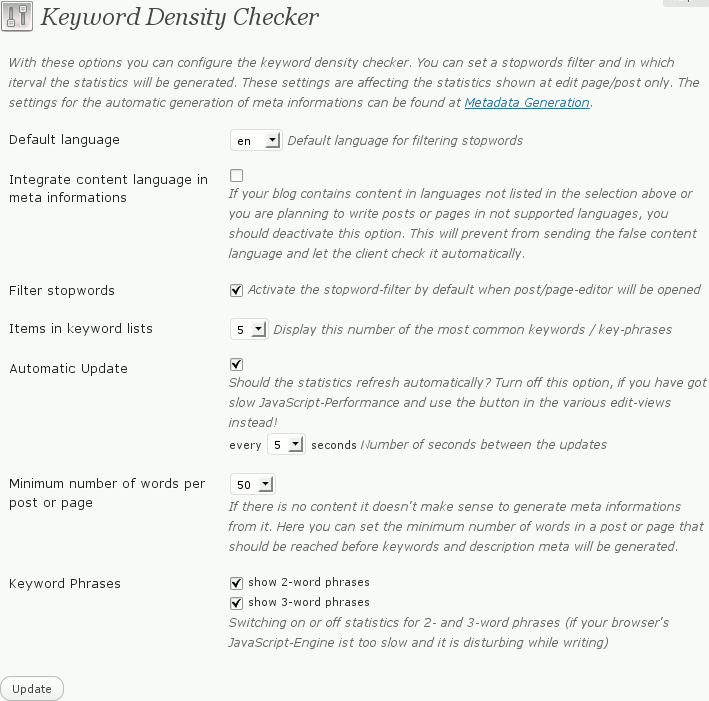 Keyword Density Checker
With these options you can configure the keyword density checker. You can set a stopwords filter and in which
iterval the statistics will be generated. These settings are affecting the statistics shown at edit page/post only. The
settings for the automatic generation of meta informations can be found at Metadata Generation.
Default language
en Default language for filtering stopwords
Integrate content language in
meta informations
If your blog contains content in languages not listed in the selection above or
you are planning to write posts or pages in not supported languages, you
should deactivate this option. This will prevent from sending the false content
language and let the client check it automatically.
Filter stopwords
Activate the stopword-filter by default when post/page-editor will be opened
Items in keyword lists
5 Display this number of the most common keywords / key-phrases
Automatic Update
Should the statistics refresh automatically? Turn off this option, if you have got
slow JavaScript-Performance and use the button in the various edit-views
instead!
every 5 seconds Number of seconds between the updates
Minimum number of words per
post or page
50
If there is no content it doesn't make sense to generate meta informations
from it. Here you can set the minimum number of words in a post or page that
should be reached before keywords and description meta will be generated.
Keyword Phrases
show 2-word phrases
show 3-word phrases
Switching on or off statistics for 2- and 3-word phrases (if your browser's
JavaScript-Engine ist too slow and it is disturbing while writing)
Update